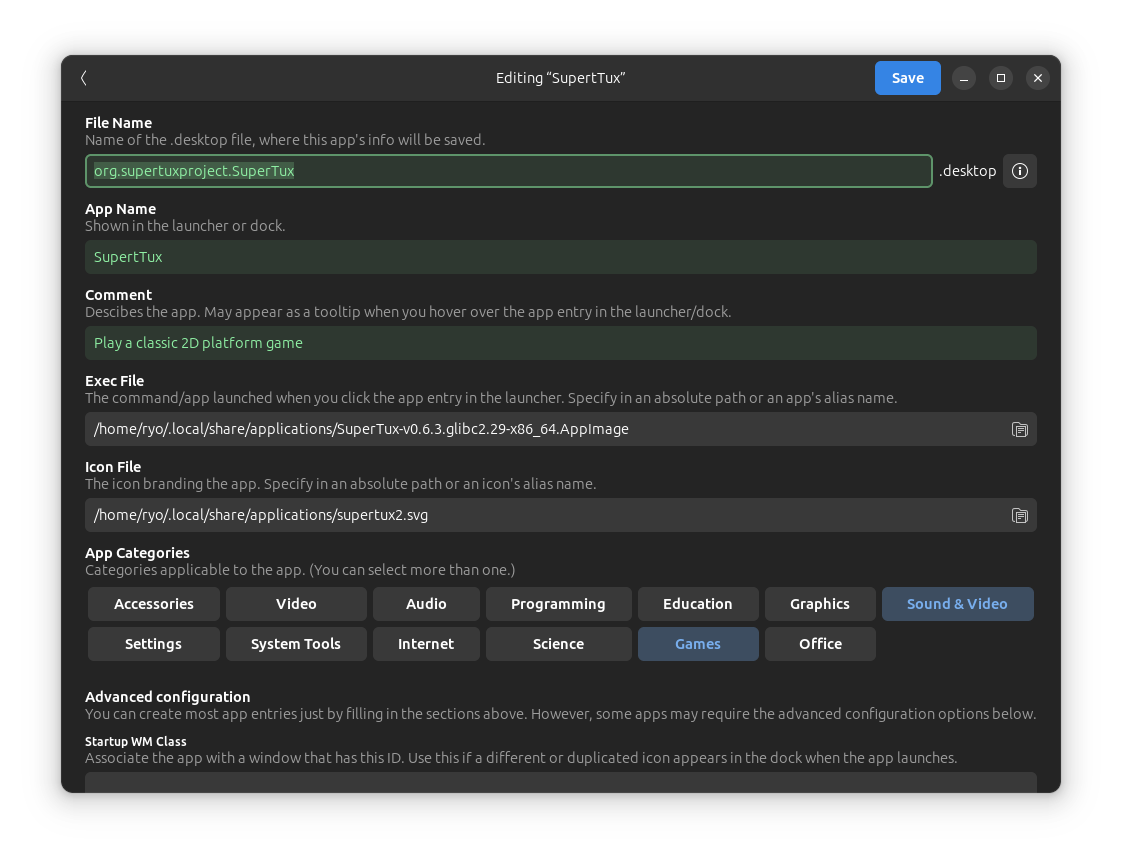 Editing “SupertTux”
Save
File Name
Name of the .desktop file, where this app's info will be saved.
org.supertuxproject.SuperTux
.desktop
App Name
Shown in the launcher or dock.
SupertTux
Comment
Descibes the app. May appear as a tooltip when you hover over the app entry in the launcher/dock.
Play a classic 2D platform game
Exec File
The command/app launched when you click the app entry in the launcher. Specify in an absolute path or an app's alias name.
/home/ryo/.local/share/applications/SuperTux-v0.6.3.glibc2.29-x86_64.AppImage
Icon File
The icon branding the app. Specify in an absolute path or an icon's alias name.
/home/ryo/.local/share/applications/supertux2.svg
App Categories
Categories applicable to the app. (You can select more than one.)
Accessories Video Audio Programming Education Graphics Sound & Video
Settings System Tools Internet Science Games Office
Advanced configuration
You can create most app entries just by filling in the sections above. However, some apps may require the advanced configuration options below.
Startup WM Class
Associate the app with a window that has this ID. Use this if a different or duplicated icon appears in the dock when the app launches.